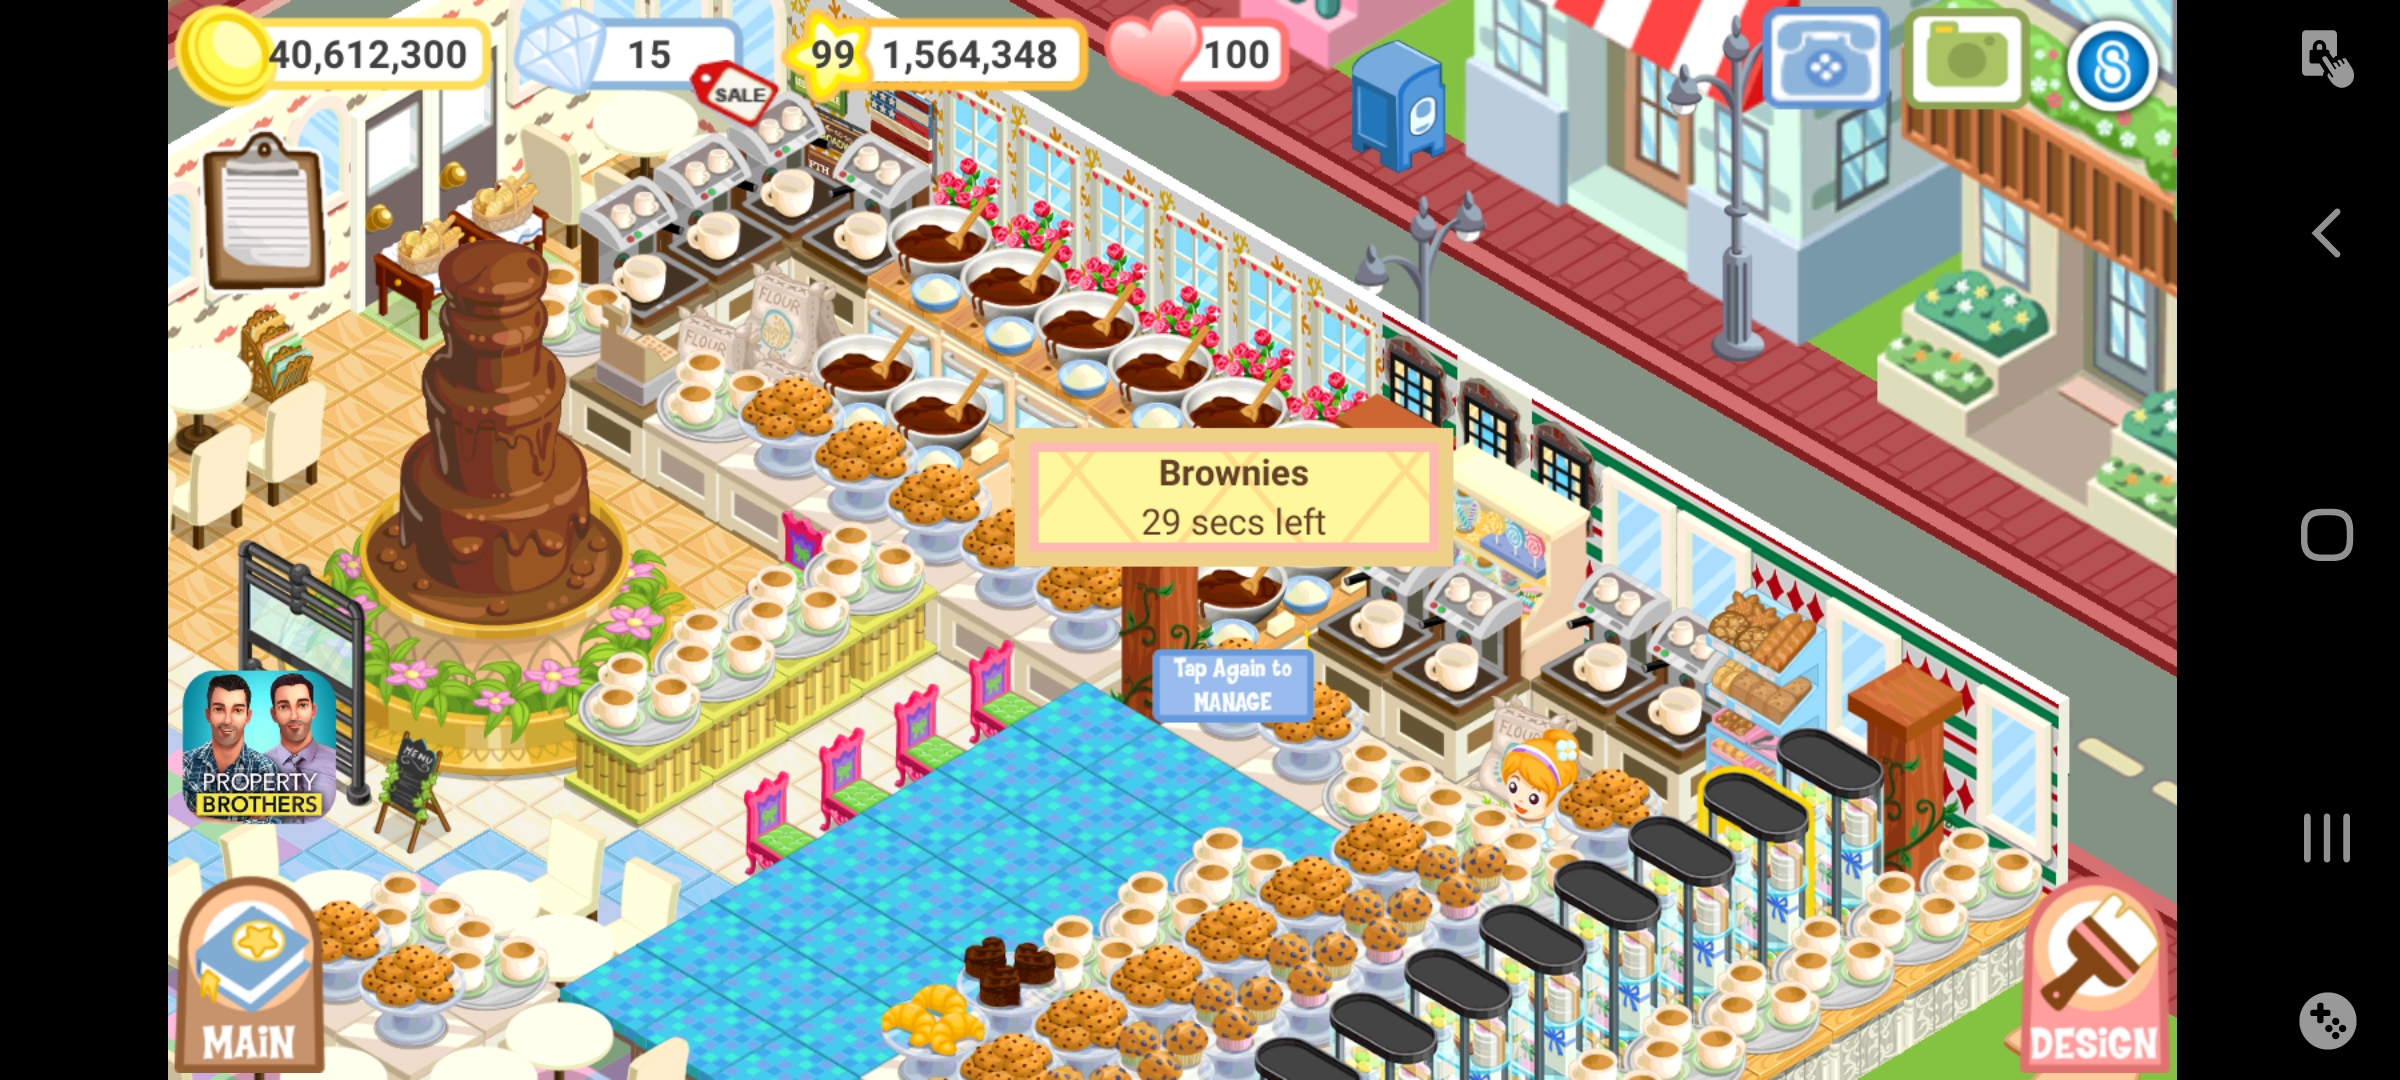 40,612,300
15
SALE
99
1,564,348
100
FLOUR
FLOUR
Brownies
29 secs left
Tap Again to
MANAGE
FLOUR
PROPERTY
BROTHERS
MENU
MAiN
DESiGN